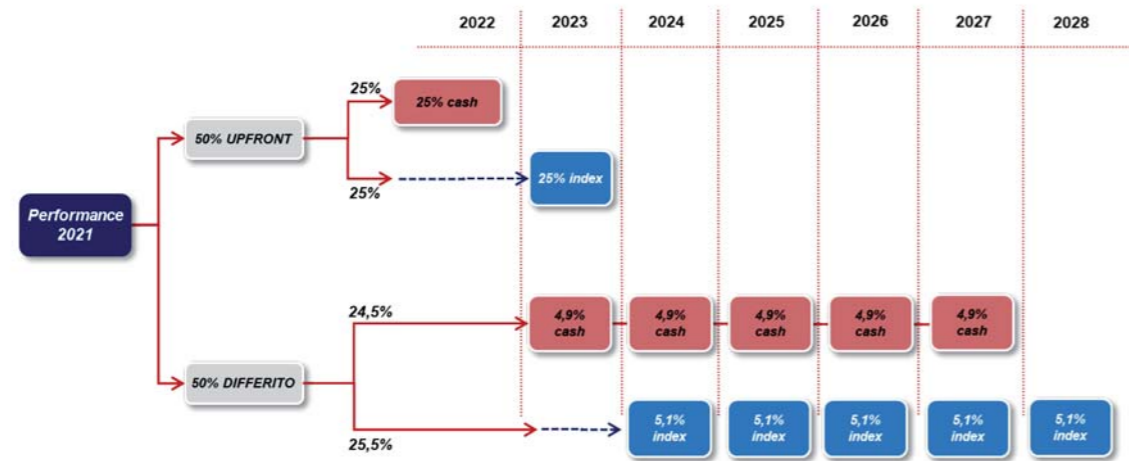 2022 2023 2024 2025 2026 2027 2028
25%
25% cash
50% UPFRONT
25%
25% index
Performance
2021
24,5%
4,9%
cash
4,9%
cash
4,9%
cash
4,9%
cash
4,9%
cash
50% DIFFERITO
25,5%
5,1%
index
5,1%
index
5,1%
index
5,1%
index
5,1%
index